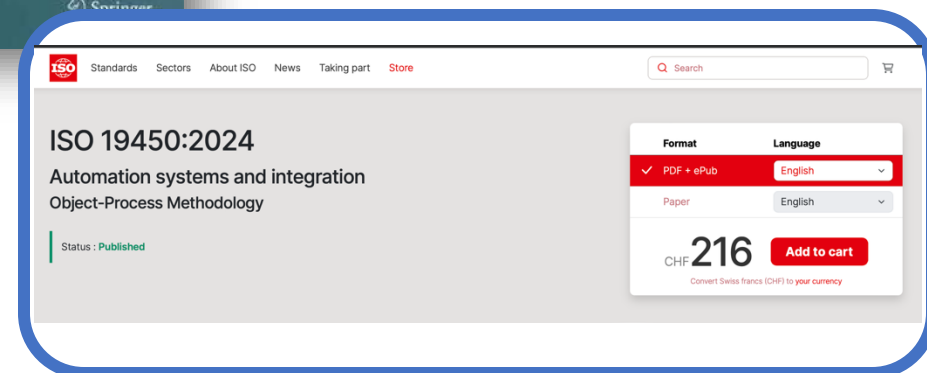 Springer
ISO
Standards Sectors About ISO News Taking part Store
Search
ISO 19450:2024
Automation systems and integration
Object-Process Methodology
Status : Published
Format Language
PDF + ePub English
Paper English
CHF 216 Add to cart
Convert Swiss francs (CHF) to your currency